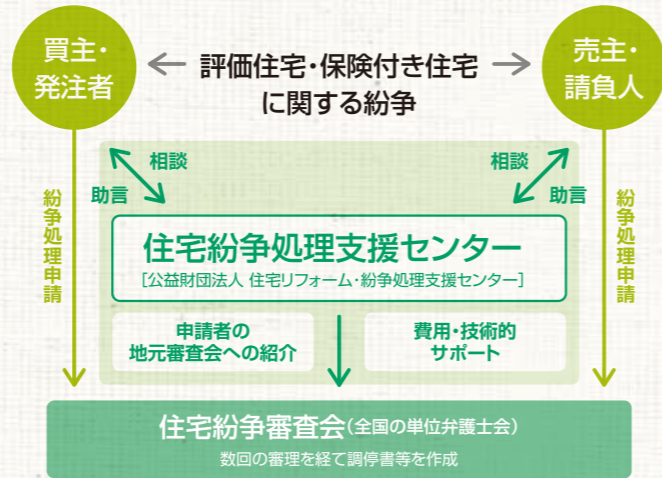 買主・
発注者
評価住宅・保険付き住宅
に関する紛争
売主・
請負人
相談
助言
相談
助言
紛争処理申請
紛争処理申請
住宅紛争処理支援センター
［公益財団法人 住宅リフォーム・紛争処理支援センター］
申請者の
地元審査会への紹介
費用・技術的
サポート
住宅紛争審査会（全国の単位弁護士会）
数回の審理を経て調停書等を作成